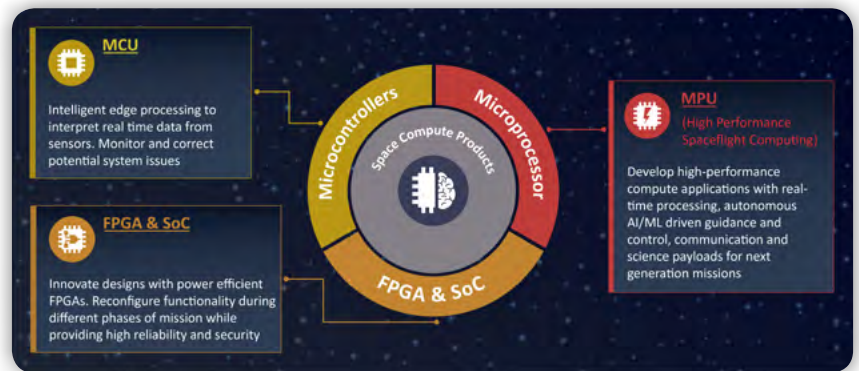 MCU
Intelligent edge processing to
interpret real time data from
sensors. Monitor and correct
potential system issues
FPGA & SoC
Innovate designs with power efficient
FPGAs. Reconfigure functionality during
different phases of mission while
providing high reliability and security
Microcontrollers
Microprocessor
Space Compute Products
FPGA & SoC
MPU
(High Performance
Spaceflight Computing)
Develop high-performance
compute applications with real-
time processing, autonomous
AI/ML driven guidance and
control, communication and
science payloads for next
generation missions